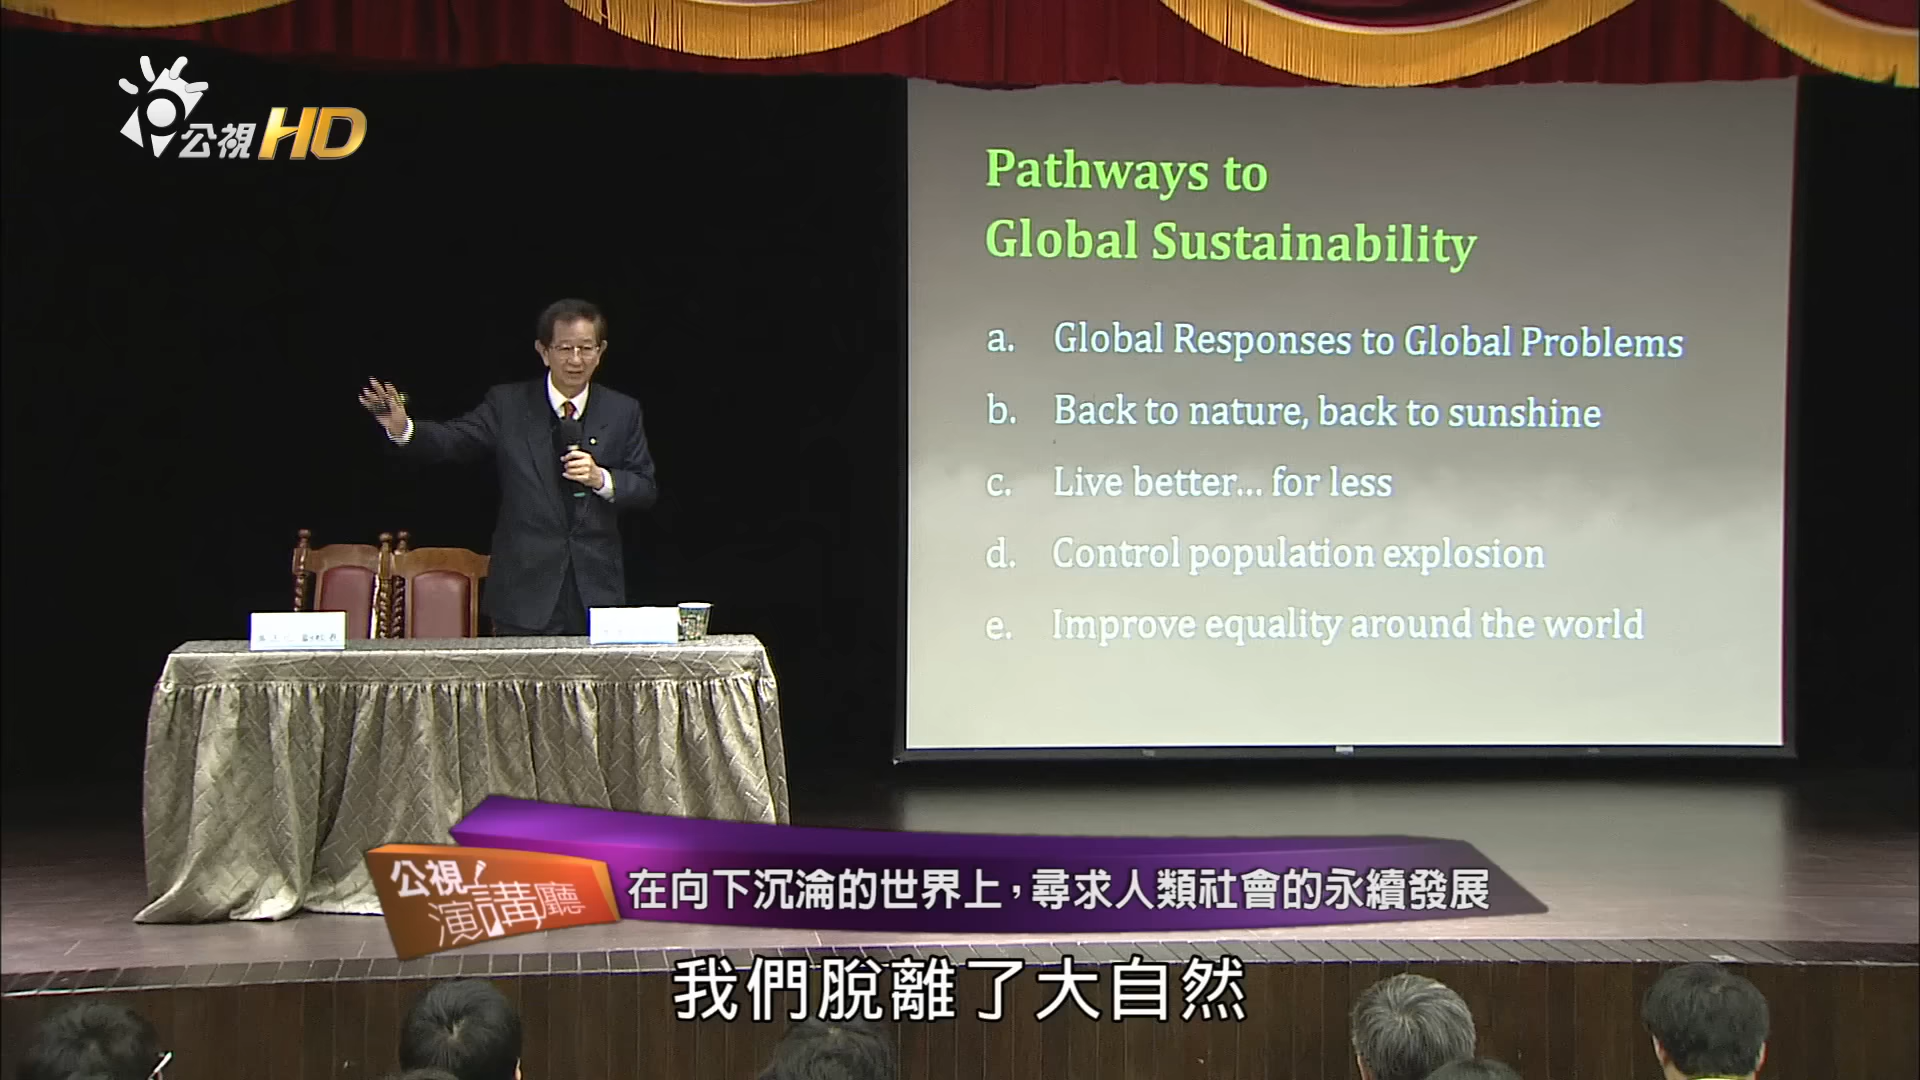 公視HD
Pathways to
Global Sustainability
a. Global Responses to Global Problems
b. Back to nature, back to sunshine
c. Live better... for less
d. Control population explosion
e. Improve equality around the world
公視
演講廳
在向下沉淪的世界上，尋求人類社會的永續發展
我們脫離了大自然